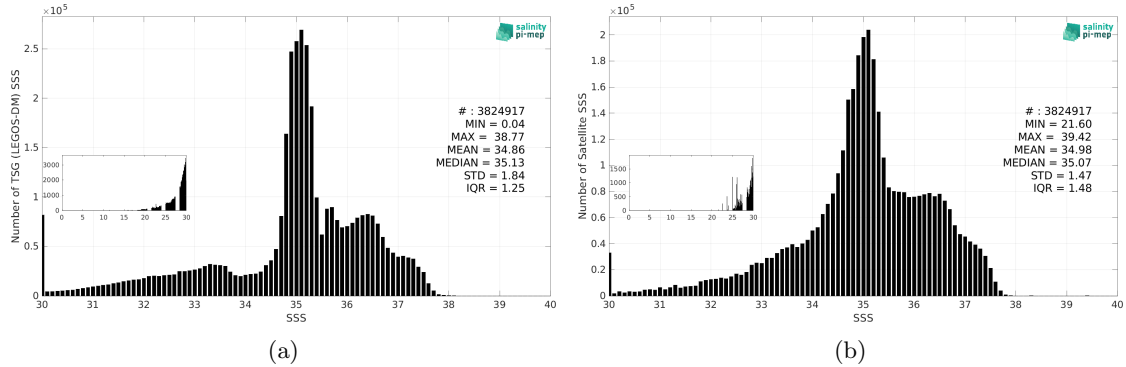 ×10⁵
salinity
pi-mep
Number of TSG (LEGOS-DM) SSS
2.5
2
1.5
1
0.5
0
# : 3824917
MIN = 0.04
MAX = 38.77
MEAN = 34.86
MEDIAN = 35.13
STD = 1.84
IQR = 1.25
3000
2000
1000
0
0 5 10 15 20 25 30
30 31 32 33 34 35 36 37 38 39 40
SSS
(a)
×10⁵
salinity
pi-mep
Number of Satellite SSS
2
1.8
1.6
1.4
1.2
1
0.8
0.6
0.4
0.2
0
# : 3824917
MIN = 21.60
MAX = 39.42
MEAN = 34.98
MEDIAN = 35.07
STD = 1.47
IQR = 1.48
1500
1000
500
0
0 5 10 15 20 25 30
30 31 32 33 34 35 36 37 38 39 40
SSS
(b)